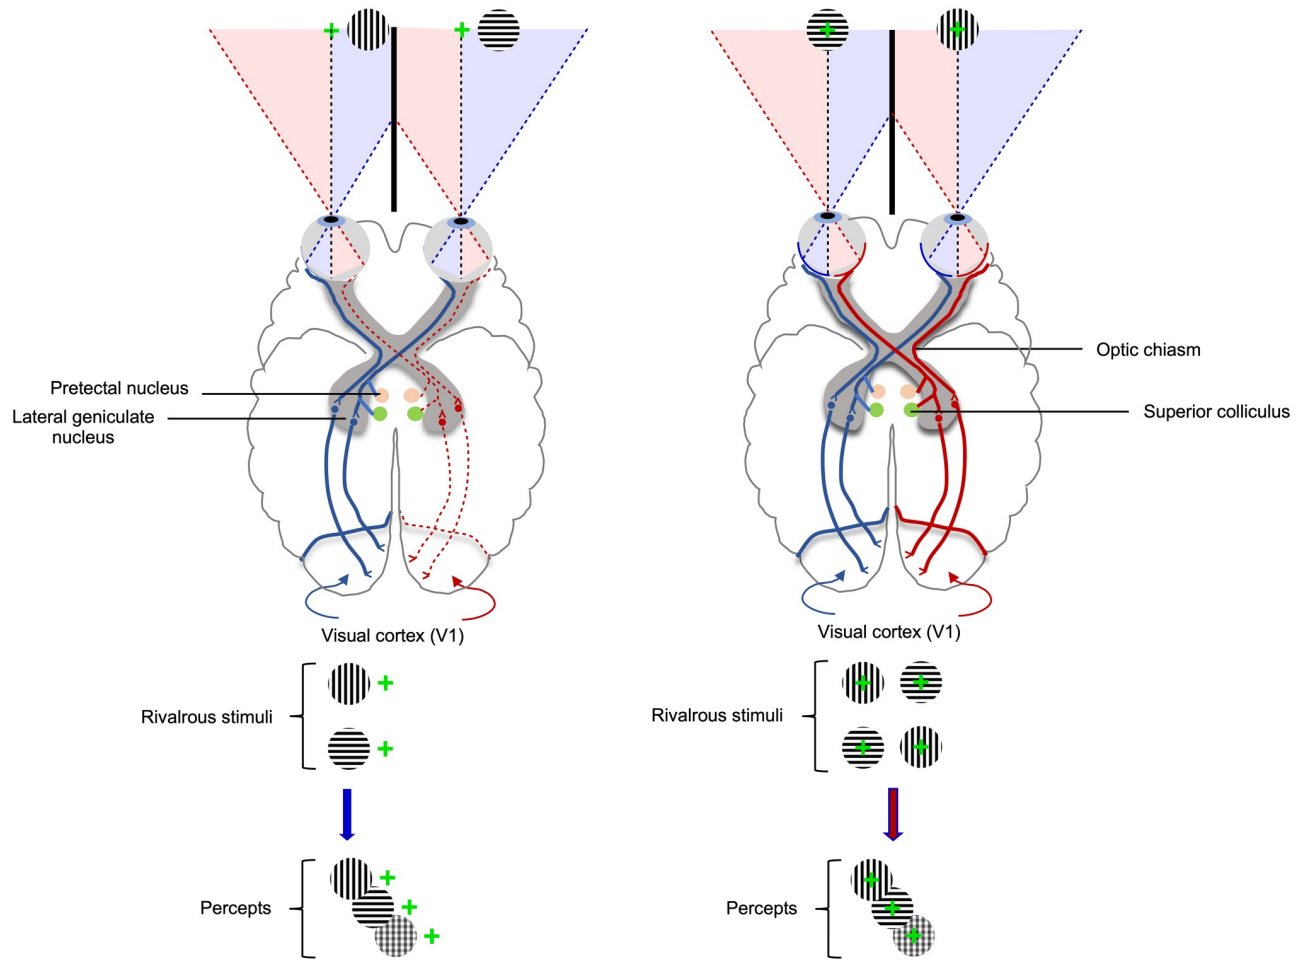 Pretectal nucleus
Lateral geniculate
nucleus
Visual cortex (V1)
Rivalrous stimuli
Percepts
Optic chiasm
Superior colliculus
Visual cortex (V1)
Rivalrous stimuli
Percepts